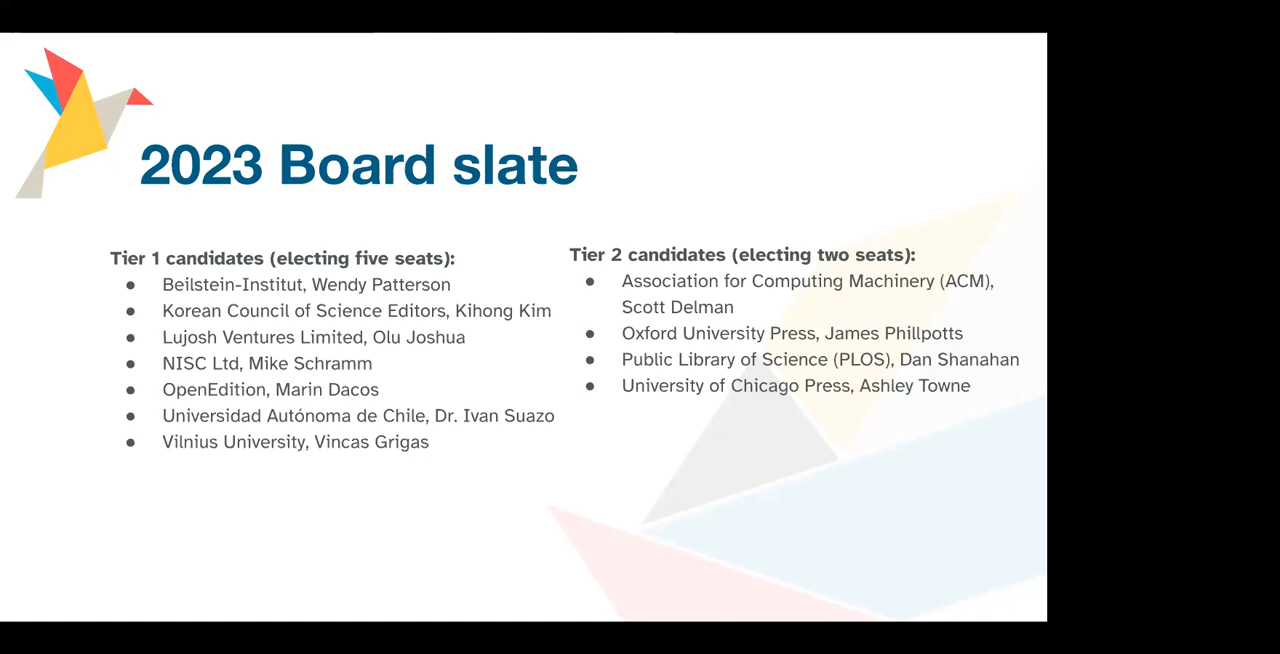 2023 Board slate
Tier 1 candidates (electing five seats):
● Beilstein-Institut, Wendy Patterson
● Korean Council of Science Editors, Kihong Kim
● Lujosh Ventures Limited, Olu Joshua
● NISC Ltd, Mike Schramm
● OpenEdition, Marin Dacos
● Universidad Autónoma de Chile, Dr. Ivan Suazo
● Vilnius University, Vincas Grigas
Tier 2 candidates (electing two seats):
● Association for Computing Machinery (ACM),
Scott Delman
● Oxford University Press, James Phillpotts
● Public Library of Science (PLOS), Dan Shanahan
● University of Chicago Press, Ashley Towne